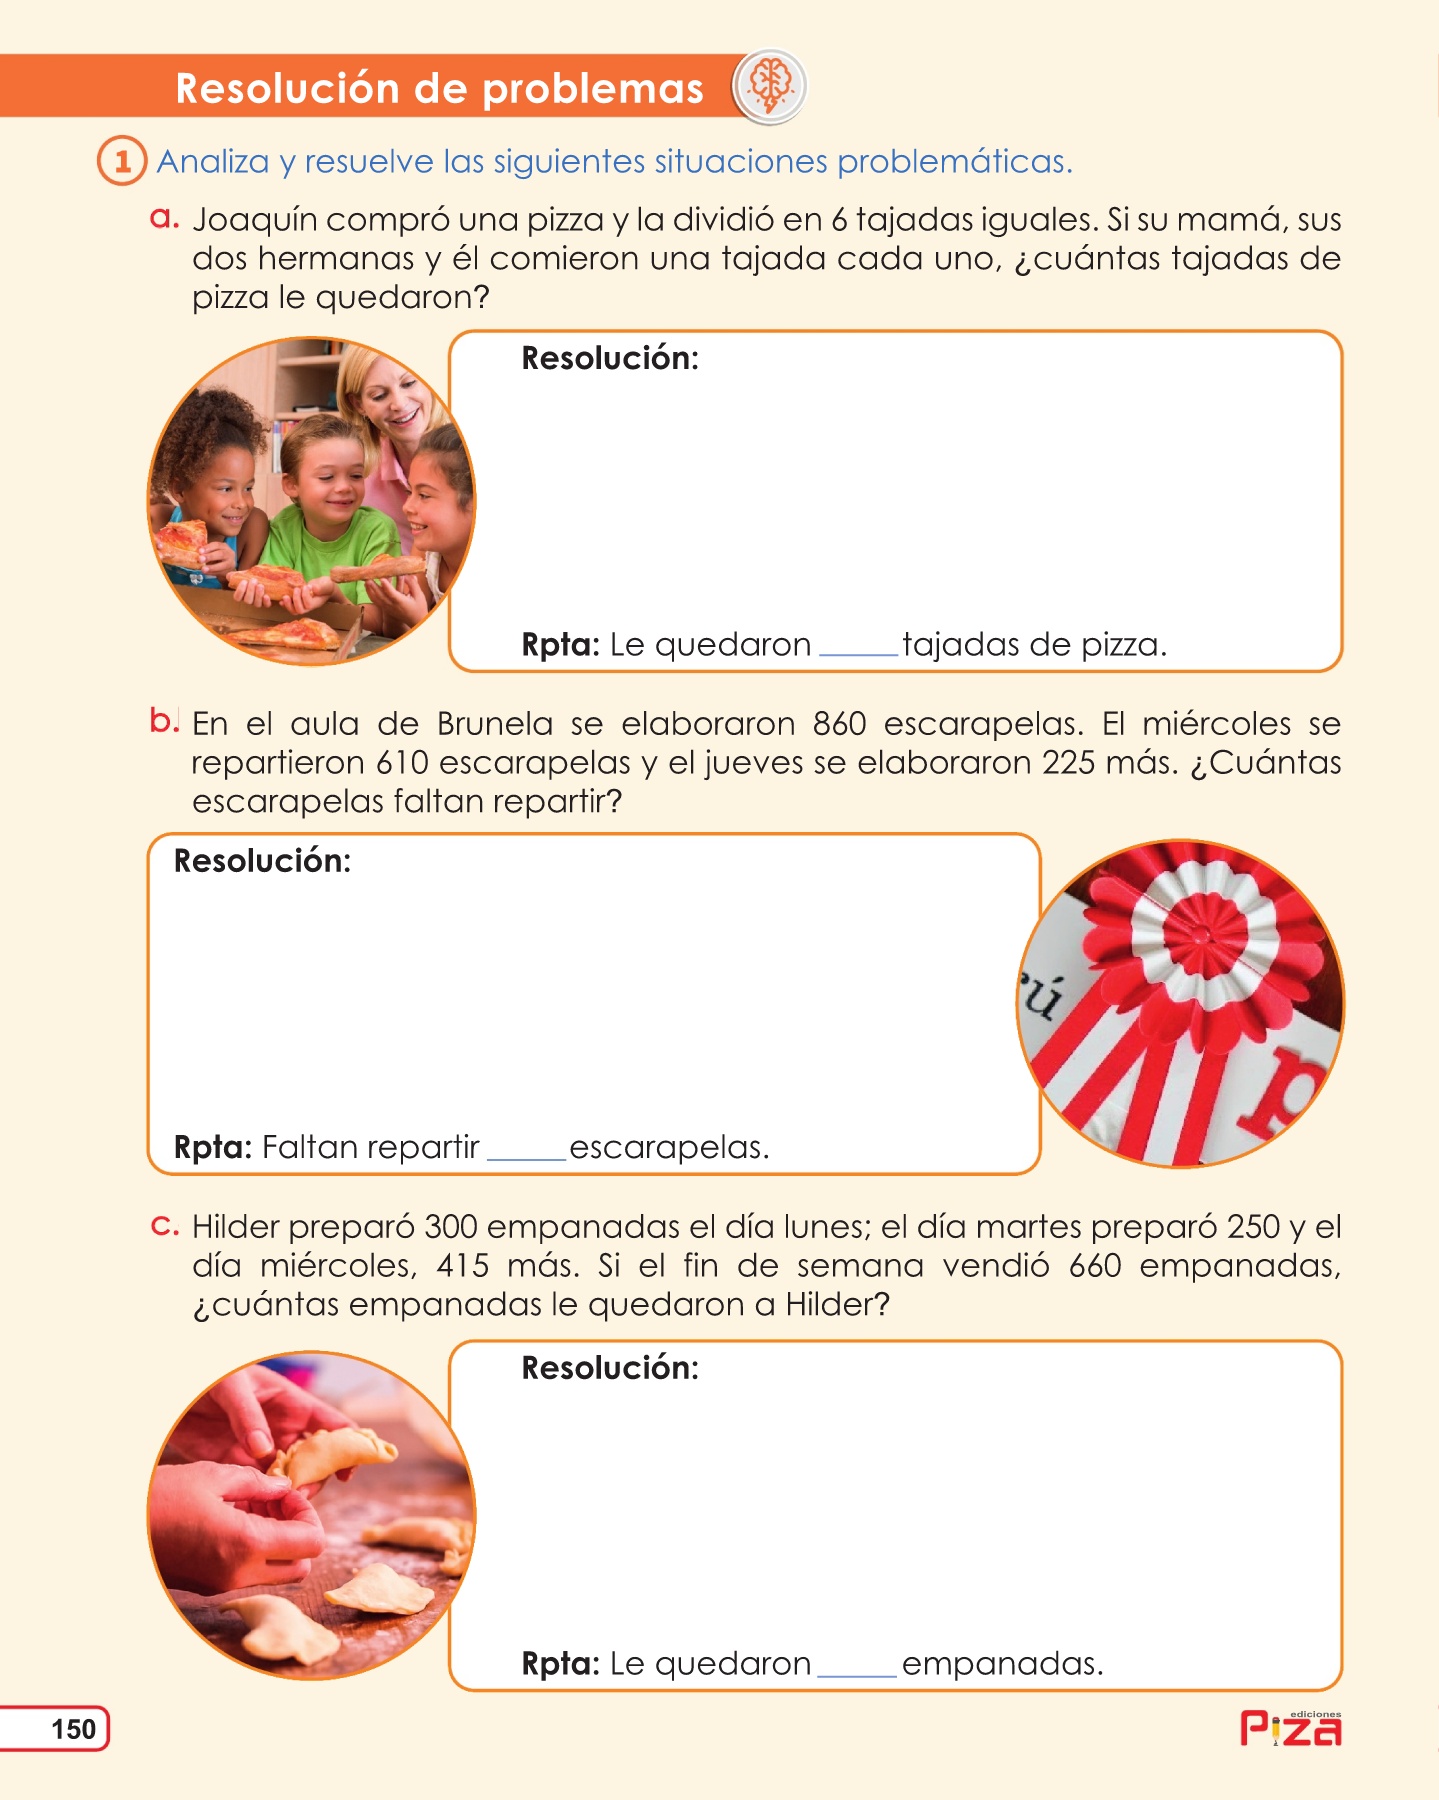 Resolución de problemas
1 Analiza y resuelve las siguientes situaciones problemáticas.
a. Joaquín compró una pizza y la dividió en 6 tajadas iguales. Si su mamá, sus
dos hermanas y él comieron una tajada cada uno, ¿cuántas tajadas de
pizza le quedaron?
Resolución:
Rpta: Le quedaron _____ tajadas de pizza.
b. En el aula de Brunela se elaboraron 860 escarapelas. El miércoles se
repartieron 610 escarapelas y el jueves se elaboraron 225 más. ¿Cuántas
escarapelas faltan repartir?
Resolución:
rú
p
Rpta: Faltan repartir _____ escarapelas.
c. Hilder preparó 300 empanadas el día lunes; el día martes preparó 250 y el
día miércoles, 415 más. Si el fin de semana vendió 660 empanadas,
¿cuántas empanadas le quedaron a Hilder?
Resolución:
Rpta: Le quedaron _____ empanadas.
150
ediciones
Piza